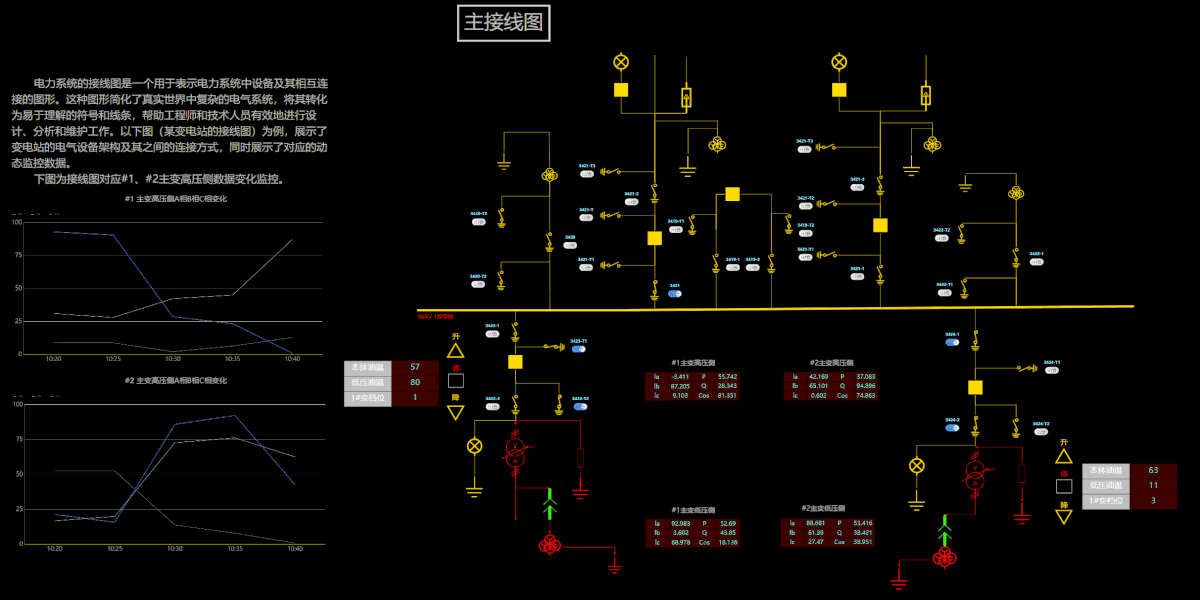 主接线图
电力系统的接线图是一个用于表示电力系统中设备及其相互连
接的图形。这种图形简化了真实世界中复杂的电气系统，将其转化
为易于理解的符号和线条，帮助工程师和技术人员有效地进行设
计、分析和维护工作。以下图（某变电站的接线图）为例，展示了
变电站的电气设备架构及其之间的连接方式，同时展示了对应的动
态监控数据。
下图为接线图对应#1、#2主变高压侧数据变化监控。
#1 主变高压侧A相B相C相变化
100
75
50
25
0
10:20 10:25 10:30 10:35 10:40
#2 主变高压侧A相B相C相变化
100
75
50
25
0
10:20 10:25 10:30 10:35 10:40
3421-T3
3421-2
3421-T
3421-T1
3421
3420
3420-T2
3419-T1
3419-1 3419-2
3421-T3
3421-2
3421-T2
3421-T1
3421-1
3422-T2
3422-1
3423-1
3423-T1
3424-1
3424-T1
3424-2
3424-T2
升
停
降
本体油温 57
低压油温 80
1#变档位 1
#1主变高压侧
Ia -3.411 P 55.742
Ib 87.205 Q 28.343
Ic 9.103 Cos 81.351
#2主变高压侧
Ia 42.169 P 37.083
Ib 65.101 Q 94.896
Ic 0.602 Cos 74.863
#1主变低压侧
Ia 92.983 P 52.69
Ib 3.602 Q 43.85
Ic 68.978 Cos 18.136
#2主变低压侧
Ia 88.681 P 53.416
Ib 61.39 Q 38.421
Ic 27.47 Cos 38.951
升
停
降
本体油温 63
低压油温 11
1#变档位 3